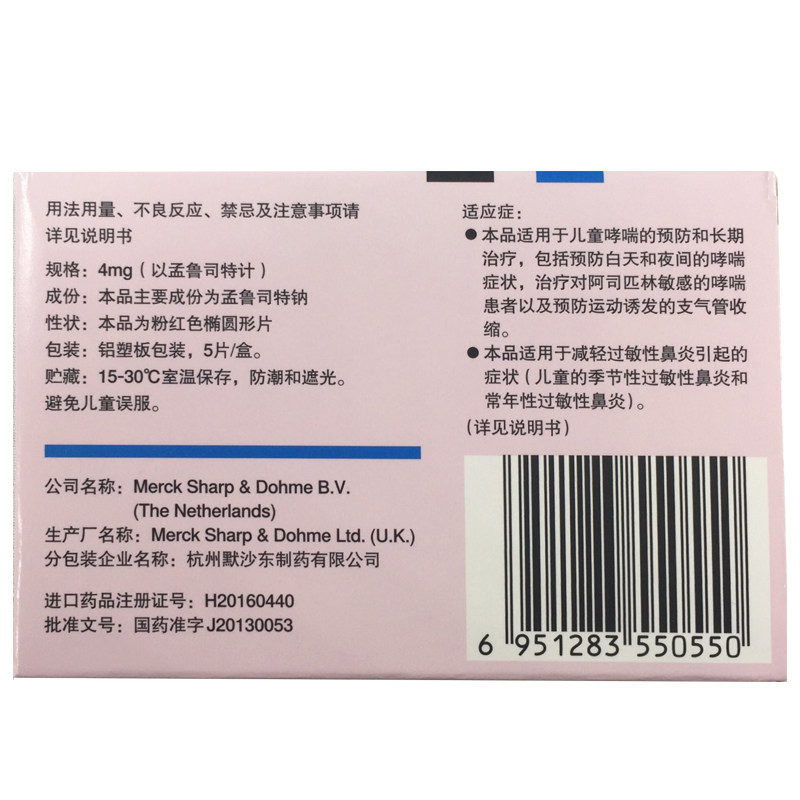 用法用量、不良反应、禁忌及注意事项请
详见说明书
规格：4mg（以孟鲁司特计）
成份：本品主要成份为孟鲁司特钠
性状：本品为粉红色椭圆形片
包装：铝塑板包装，5片/盒。
贮藏：15-30℃室温保存，防潮和遮光。
避免儿童误服。
公司名称：Merck Sharp & Dohme B.V.
(The Netherlands)
生产厂名称：Merck Sharp & Dohme Ltd. (U.K.)
分包装企业名称：杭州默沙东制药有限公司
进口药品注册证号：H20160440
批准文号：国药准字J20130053
适应症：
●本品适用于儿童哮喘的预防和长期
治疗，包括预防白天和夜间的哮喘
症状，治疗对阿司匹林敏感的哮喘
患者以及预防运动诱发的支气管收
缩。
●本品适用于减轻过敏性鼻炎引起的
症状（儿童的季节性过敏性鼻炎和
常年性过敏性鼻炎）。
（详见说明书）
6 951283 550550